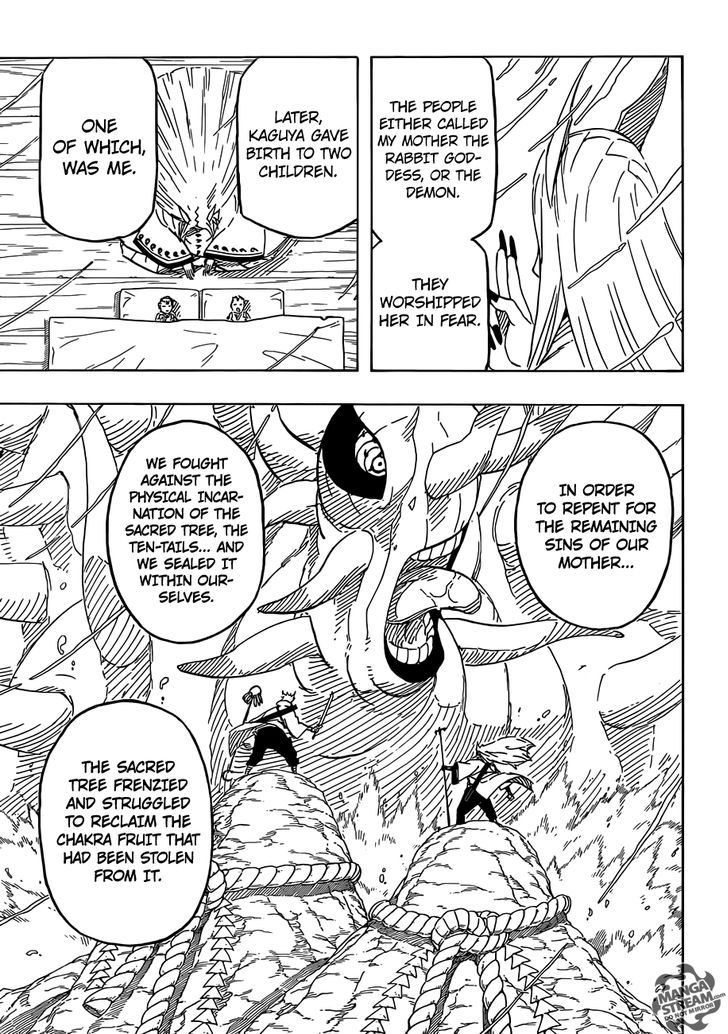 THE PEOPLE
EITHER CALLED
MY MOTHER THE
RABBIT GOD-
DESS, OR THE
DEMON.
THEY
WORSHIPPED
HER IN FEAR.
LATER,
KAGUYA GAVE
BIRTH TO TWO
CHILDREN.
ONE
OF WHICH,
WAS ME.
IN ORDER
TO REPENT FOR
THE REMAINING
SINS OF OUR
MOTHER...
WE FOUGHT
AGAINST THE
PHYSICAL INCAR-
NATION OF THE
SACRED TREE, THE
TEN-TAILS... AND
WE SEALED IT
WITHIN OUR-
SELVES.
THE SACRED
TREE FRENZIED
AND STRUGGLED
TO RECLAIM THE
CHAKRA FRUIT THAT
HAD BEEN STOLEN
FROM IT.
MANGA
STREAM.com
DO NOT MIRROR!